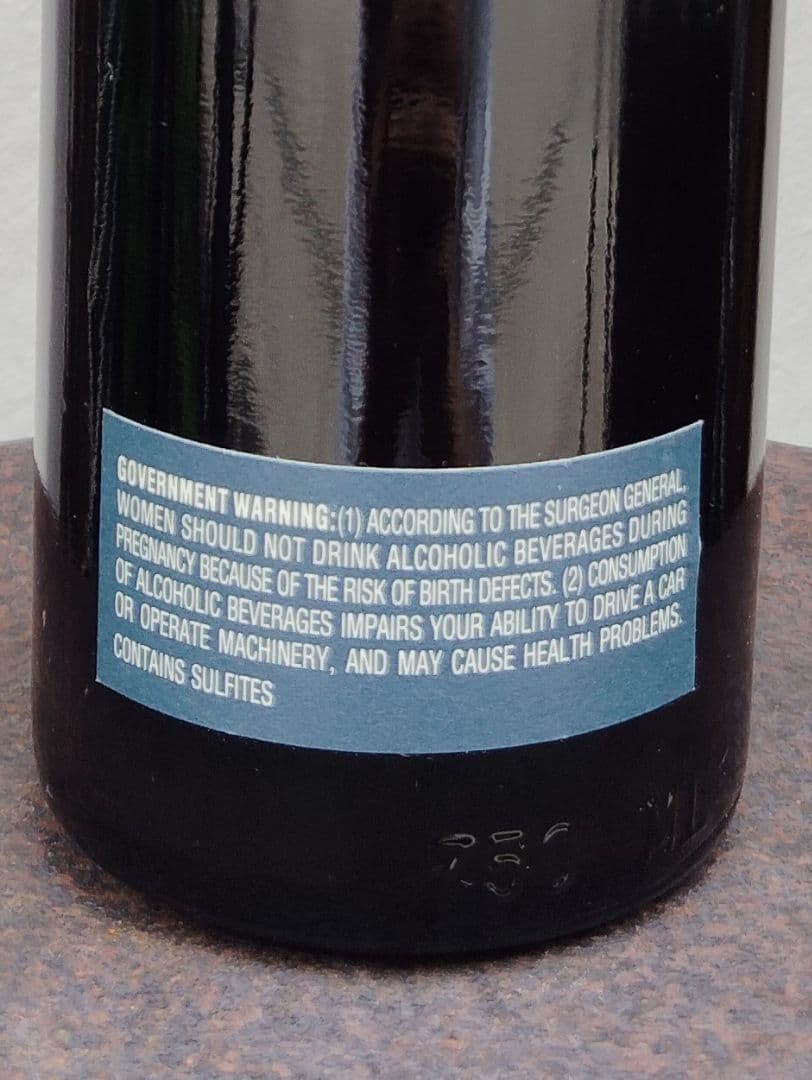 GOVERNMENT WARNING:(1) ACCORDING TO THE SURGEON GENERAL,
WOMEN SHOULD NOT DRINK ALCOHOLIC BEVERAGES DURING
PREGNANCY BECAUSE OF THE RISK OF BIRTH DEFECTS. (2) CONSUMPTION
OF ALCOHOLIC BEVERAGES IMPAIRS YOUR ABILITY TO DRIVE A CAR
OR OPERATE MACHINERY, AND MAY CAUSE HEALTH PROBLEMS.
CONTAINS SULFITES